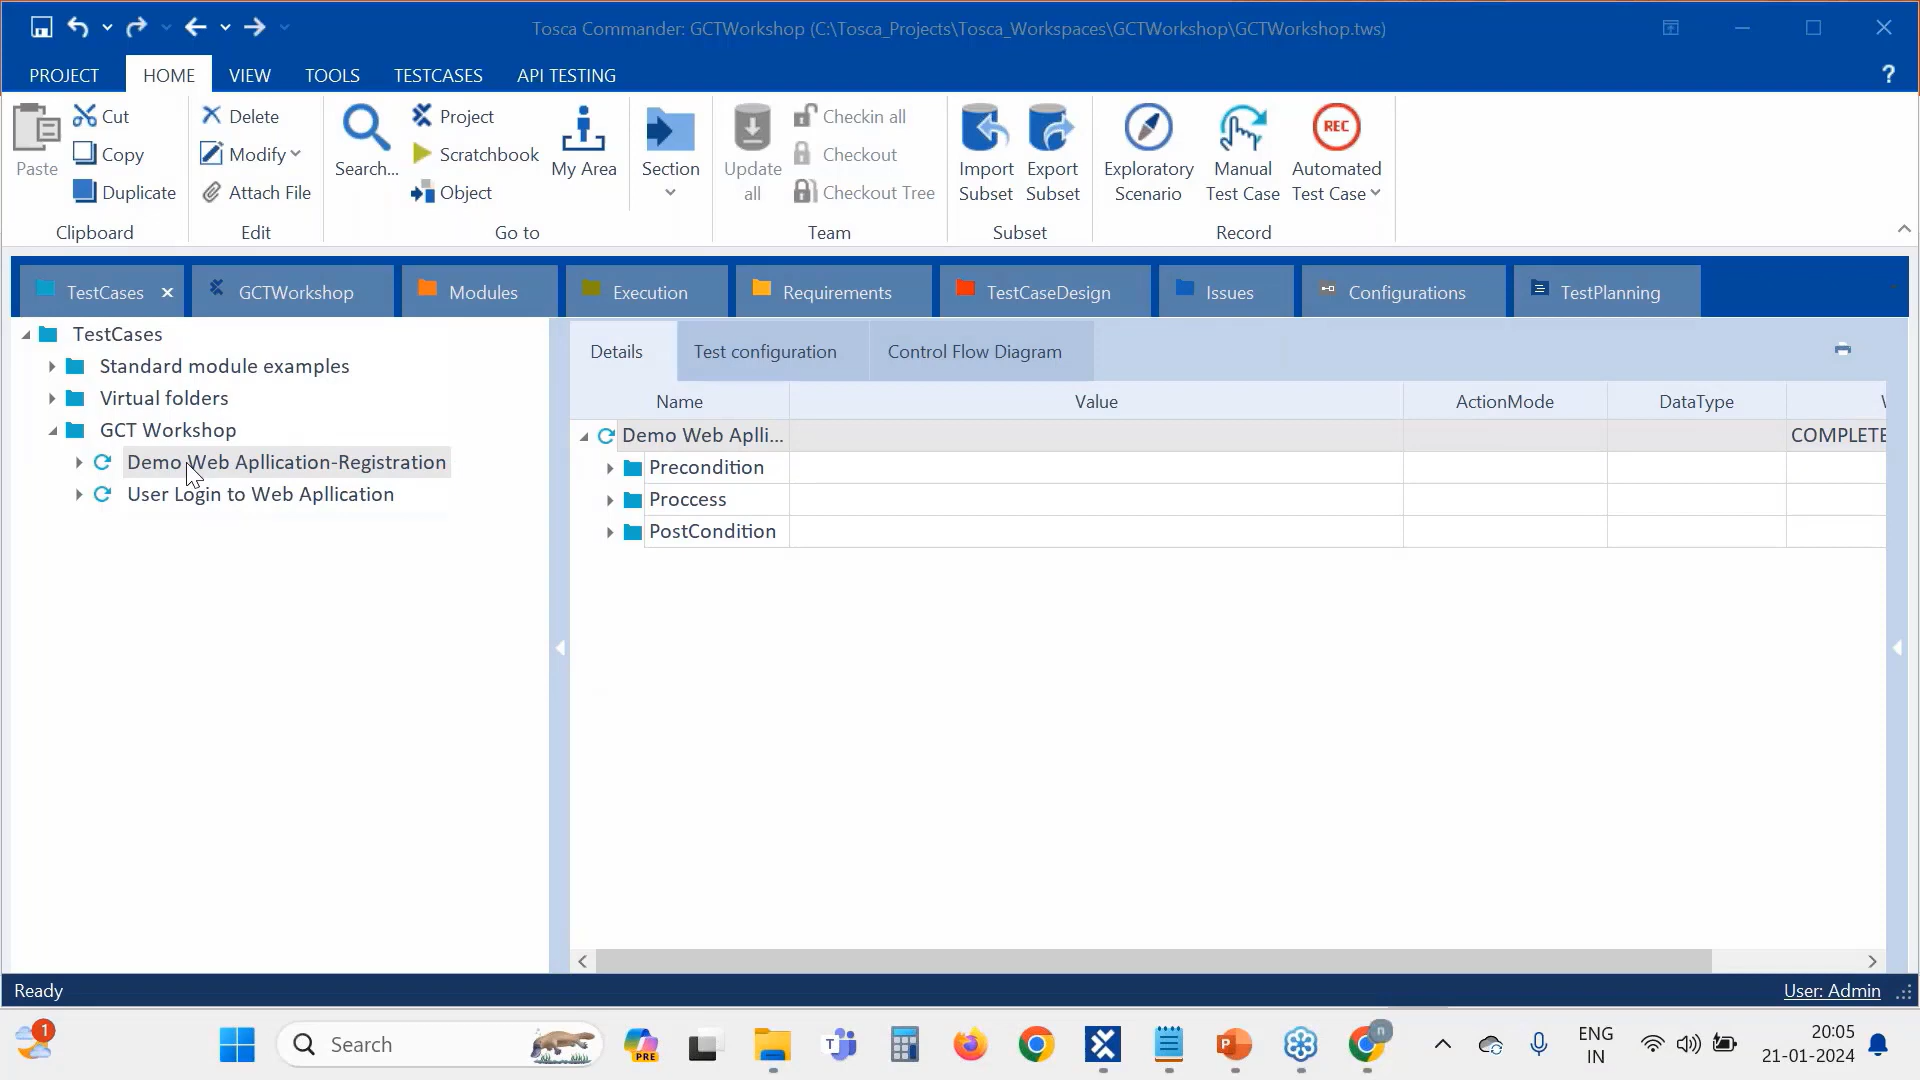 Tosca Commander: GCTWorkshop (C:\Tosca_Projects\Tosca_Workspaces\GCTWorkshop\GCTWorkshop.tws)
PROJECT HOME VIEW TOOLS TESTCASES API TESTING ?
Paste
Cut
Copy
Duplicate
Clipboard
Delete
Modify
Attach File
Edit
Search...
Project
Scratchbook
Object
My Area
Section
Go to
Update all
Checkin all
Checkout
Checkout Tree
Team
Import Subset
Export Subset
Subset
Exploratory Scenario
Manual Test Case
REC
Automated Test Case
Record
TestCases GCTWorkshop Modules Execution Requirements TestCaseDesign Issues Configurations TestPlanning
TestCases
Standard module examples
Virtual folders
GCT Workshop
Demo Web Apllication-Registration
User Login to Web Apllication
Details Test configuration Control Flow Diagram
Name Value ActionMode DataType
Demo Web Aplli... COMPLETE
Precondition
Proccess
PostCondition
Ready User: Admin
1
Search
PRE
T
P
n
ENG
IN
20:05
21-01-2024